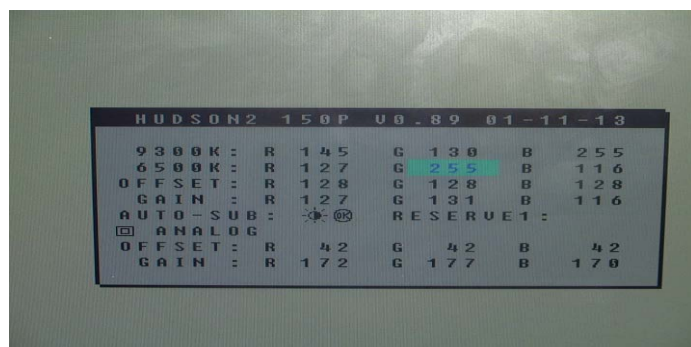 HUDSON2 150P V0.89 01-11-13
9300K: R 145 G 130 B 255
6500K: R 127 G 255 B 116
OFFSET: R 128 G 128 B 128
GAIN : R 127 G 131 B 116
AUTO-SUB: OK RESERVE1:
ANALOG
OFFSET: R 42 G 42 B 42
GAIN : R 172 G 177 B 170